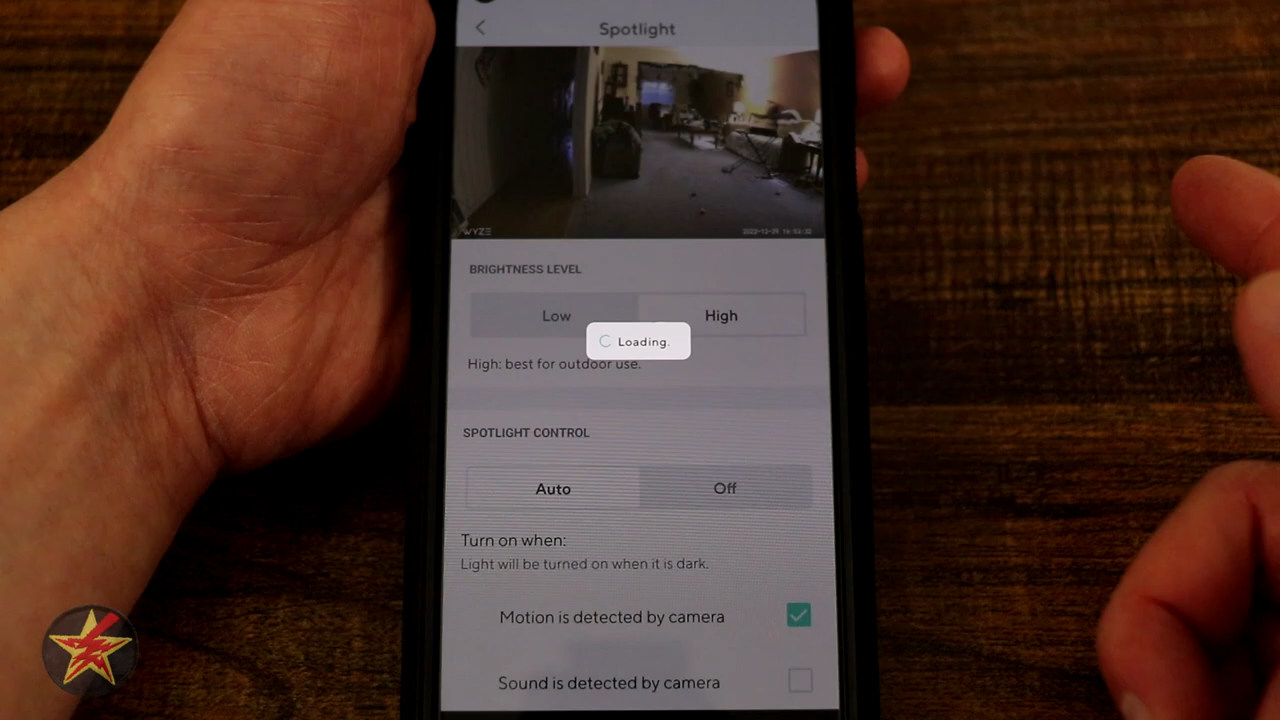 Spotlight
WYZE
BRIGHTNESS LEVEL
Low High
Loading.
High: best for outdoor use.
SPOTLIGHT CONTROL
Auto Off
Turn on when:
Light will be turned on when it is dark.
Motion is detected by camera
Sound is detected by camera